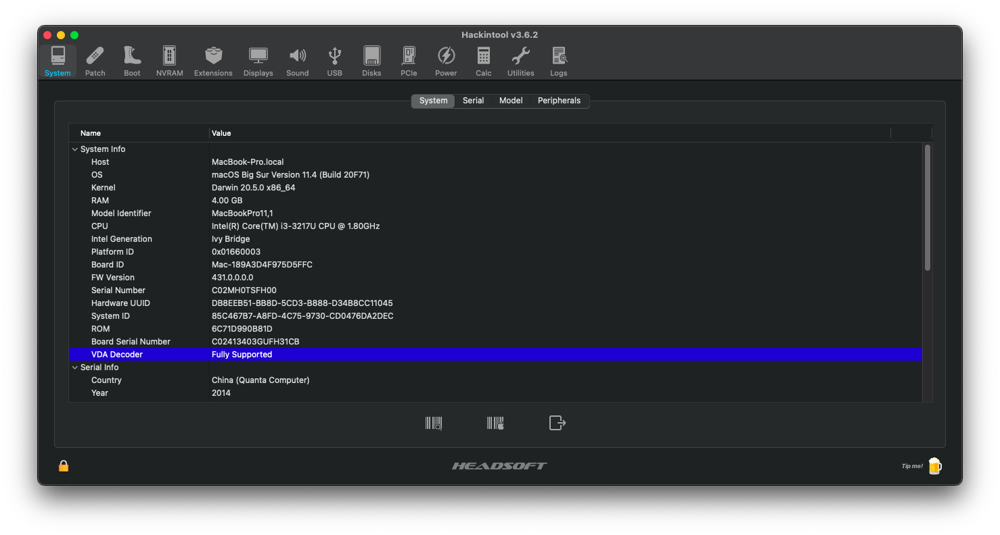 Hackintool v3.6.2
System Patch Boot NVRAM Extensions Displays Sound USB Disks PCIe Power Calc Utilities Logs
System Serial Model Peripherals
Name Value
System Info
Host MacBook-Pro.local
OS macOS Big Sur Version 11.4 (Build 20F71)
Kernel Darwin 20.5.0 x86_64
RAM 4.00 GB
Model Identifier MacBookPro11,1
CPU Intel(R) Core(TM) i3-3217U CPU @ 1.80GHz
Intel Generation Ivy Bridge
Platform ID 0x01660003
Board ID Mac-189A3D4F975D5FFC
FW Version 431.0.0.0.0
Serial Number C02MH0TSFH00
Hardware UUID DB8EEB51-BB8D-5CD3-B888-D34B8CC11045
System ID 85C467B7-A8FD-4C75-9730-CD0476DA2DEC
ROM 6C71D990B81D
Board Serial Number C02413403GUFH31CB
VDA Decoder Fully Supported
Serial Info
Country China (Quanta Computer)
Year 2014
HEADSOFT
Tip me!